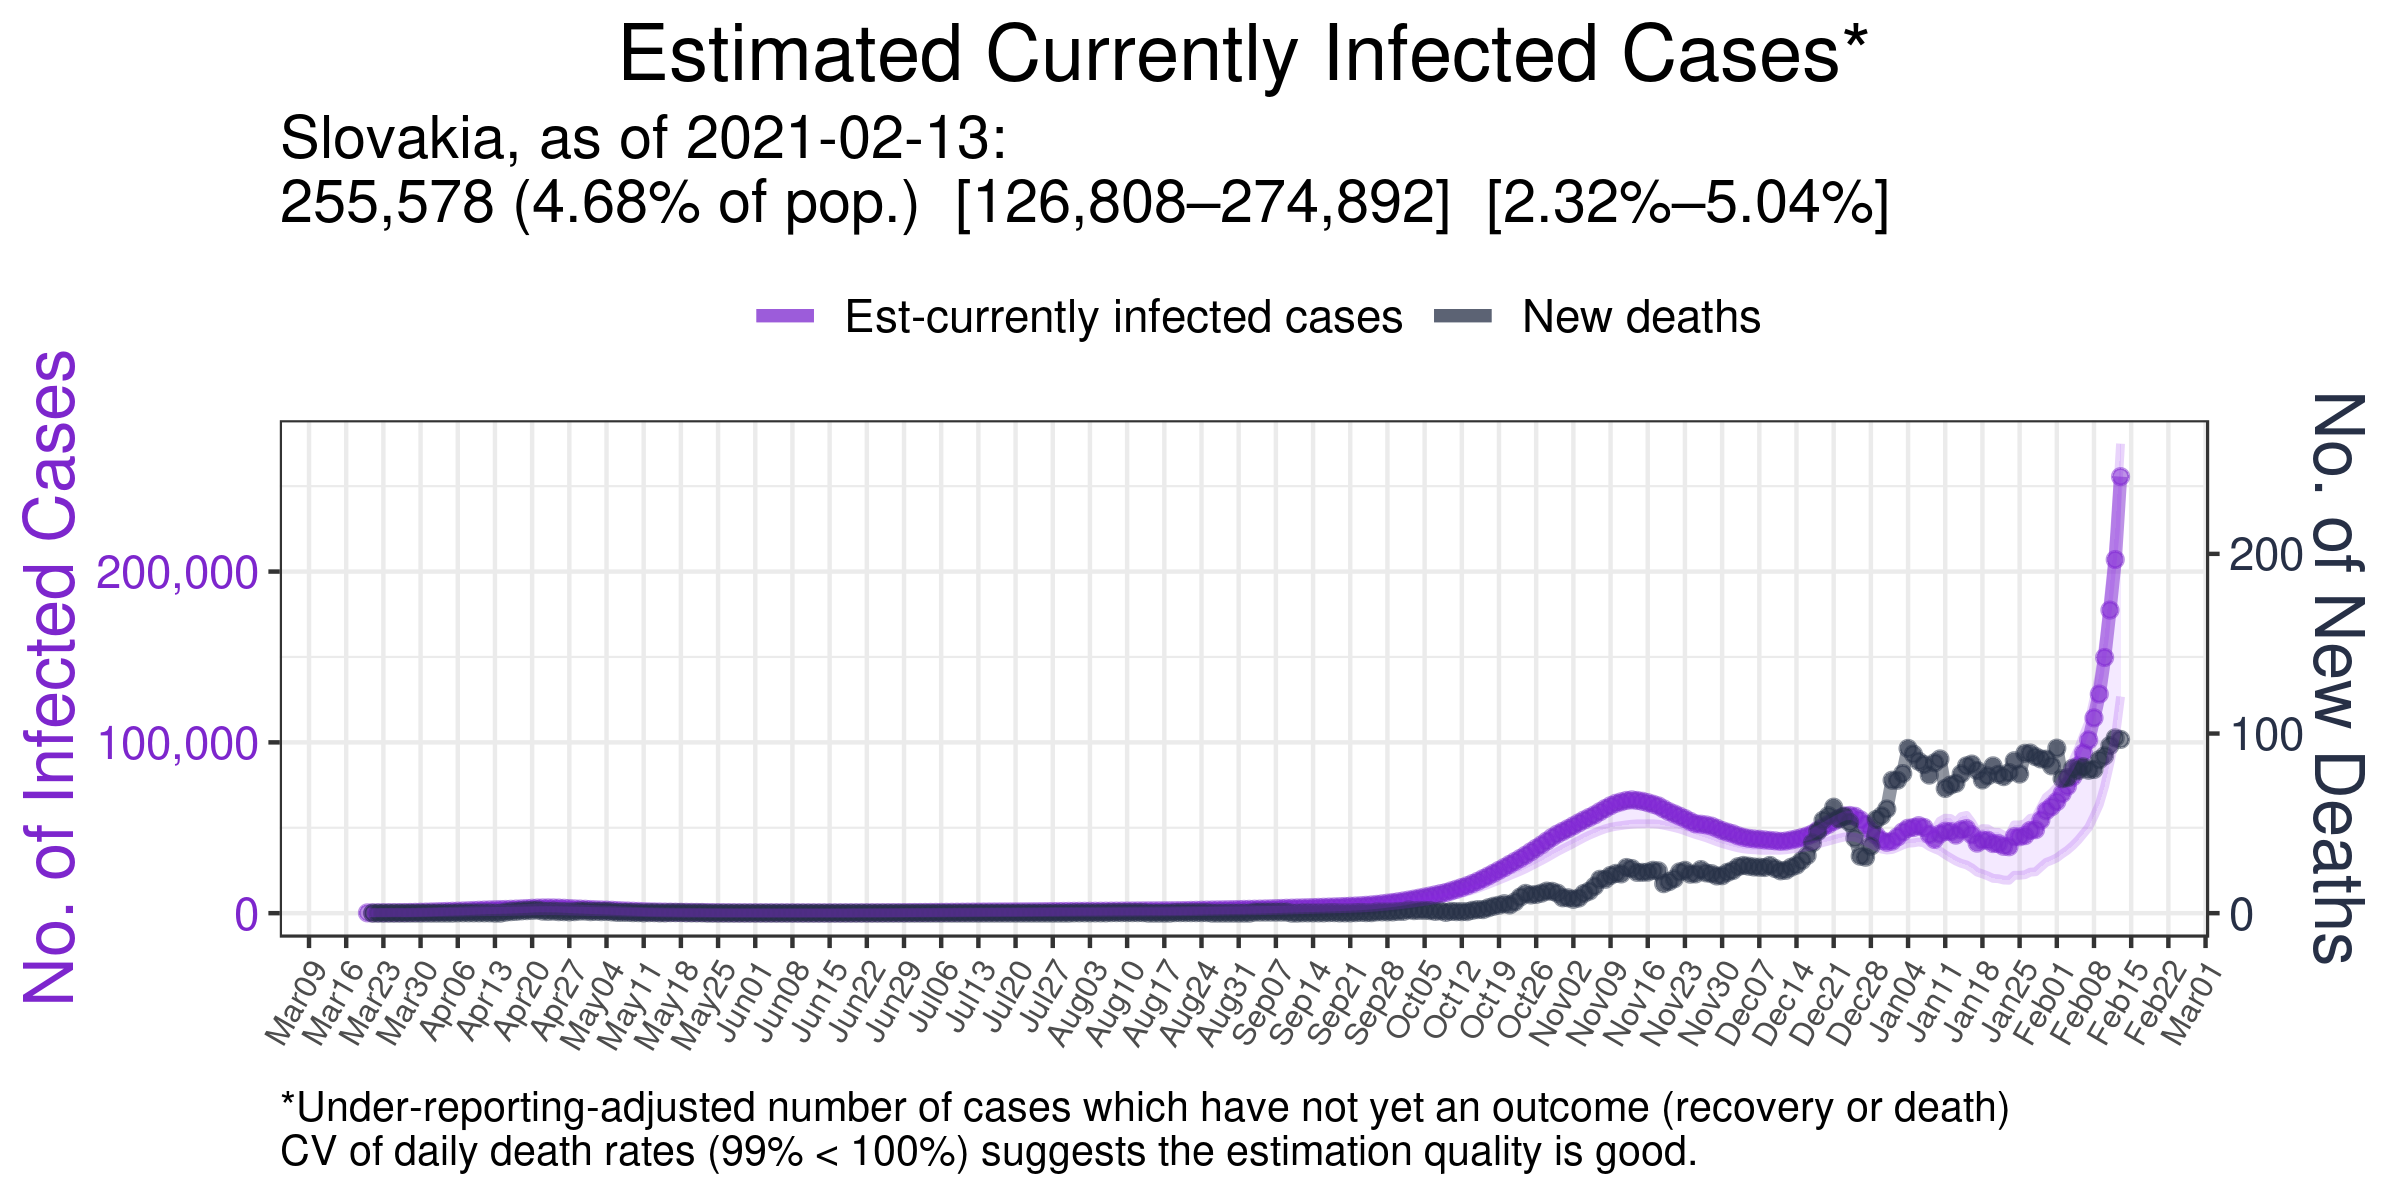 Estimated Currently Infected Cases*
Slovakia, as of 2021-02-13:
255,578 (4.68% of pop.)  [126,808–274,892]  [2.32%–5.04%]
Est-currently infected cases
New deaths
No. of Infected Cases
200,000
100,000
0
No. of New Deaths
200
100
0
Mar09
Mar16
Mar23
Mar30
Apr06
Apr13
Apr20
Apr27
May04
May11
May18
May25
Jun01
Jun08
Jun15
Jun22
Jun29
Jul06
Jul13
Jul20
Jul27
Aug03
Aug10
Aug17
Aug24
Aug31
Sep07
Sep14
Sep21
Sep28
Oct05
Oct12
Oct19
Oct26
Nov02
Nov09
Nov16
Nov23
Nov30
Dec07
Dec14
Dec21
Dec28
Jan04
Jan11
Jan18
Jan25
Feb01
Feb08
Feb15
Feb22
Mar01
*Under-reporting-adjusted number of cases which have not yet an outcome (recovery or death)
CV of daily death rates (99% < 100%) suggests the estimation quality is good.